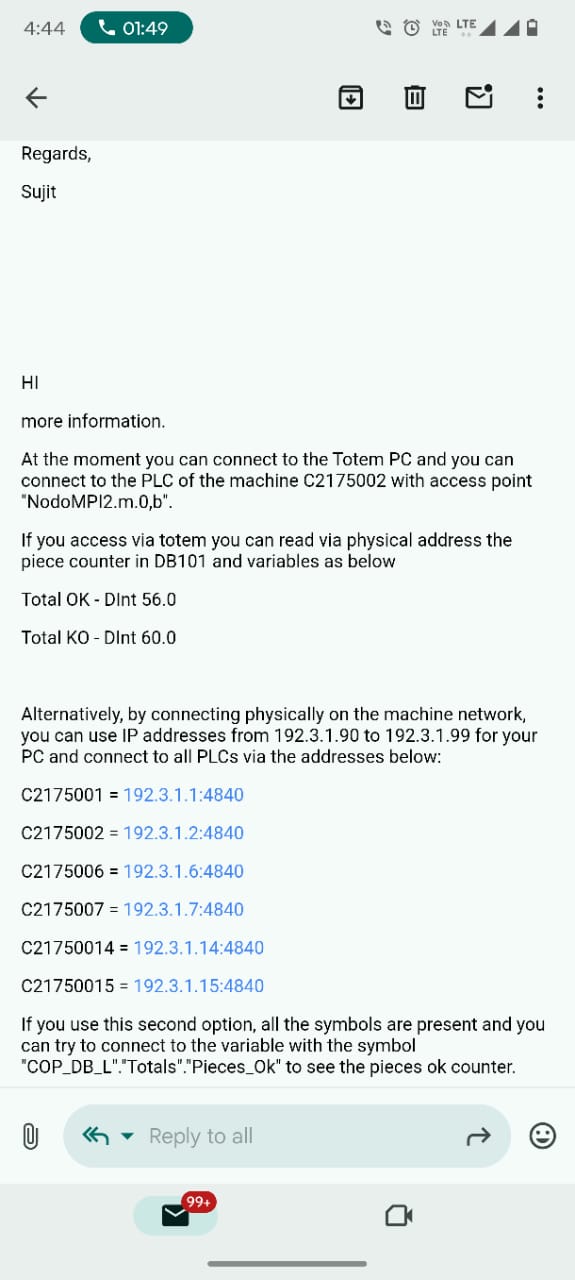 4:44 01:49 Vo)) LTE LTE
Regards,
Sujit
HI
more information.
At the moment you can connect to the Totem PC and you can
connect to the PLC of the machine C2175002 with access point
"NodoMPI2.m.0,b".
If you access via totem you can read via physical address the
piece counter in DB101 and variables as below
Total OK - DInt 56.0
Total KO - DInt 60.0
Alternatively, by connecting physically on the machine network,
you can use IP addresses from 192.3.1.90 to 192.3.1.99 for your
PC and connect to all PLCs via the addresses below:
C2175001 = 192.3.1.1:4840
C2175002 = 192.3.1.2:4840
C2175006 = 192.3.1.6:4840
C2175007 = 192.3.1.7:4840
C21750014 = 192.3.1.14:4840
C21750015 = 192.3.1.15:4840
If you use this second option, all the symbols are present and you
can try to connect to the variable with the symbol
"COP_DB_L"."Totals"."Pieces_Ok" to see the pieces ok counter.
Reply to all
99+